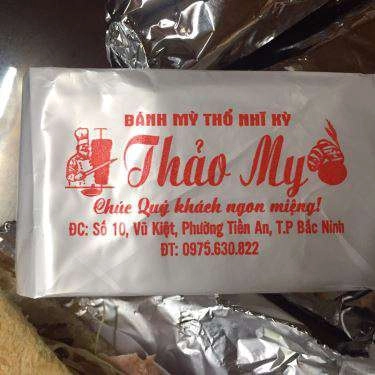 BÁNH MỲ THỔ NHĨ KỲ
Thảo My
Chúc Quý khách ngon miệng!
ĐC: Số 10, Vũ Kiệt, Phường Tiền An, T.P Bắc Ninh
ĐT: 0975.630.822